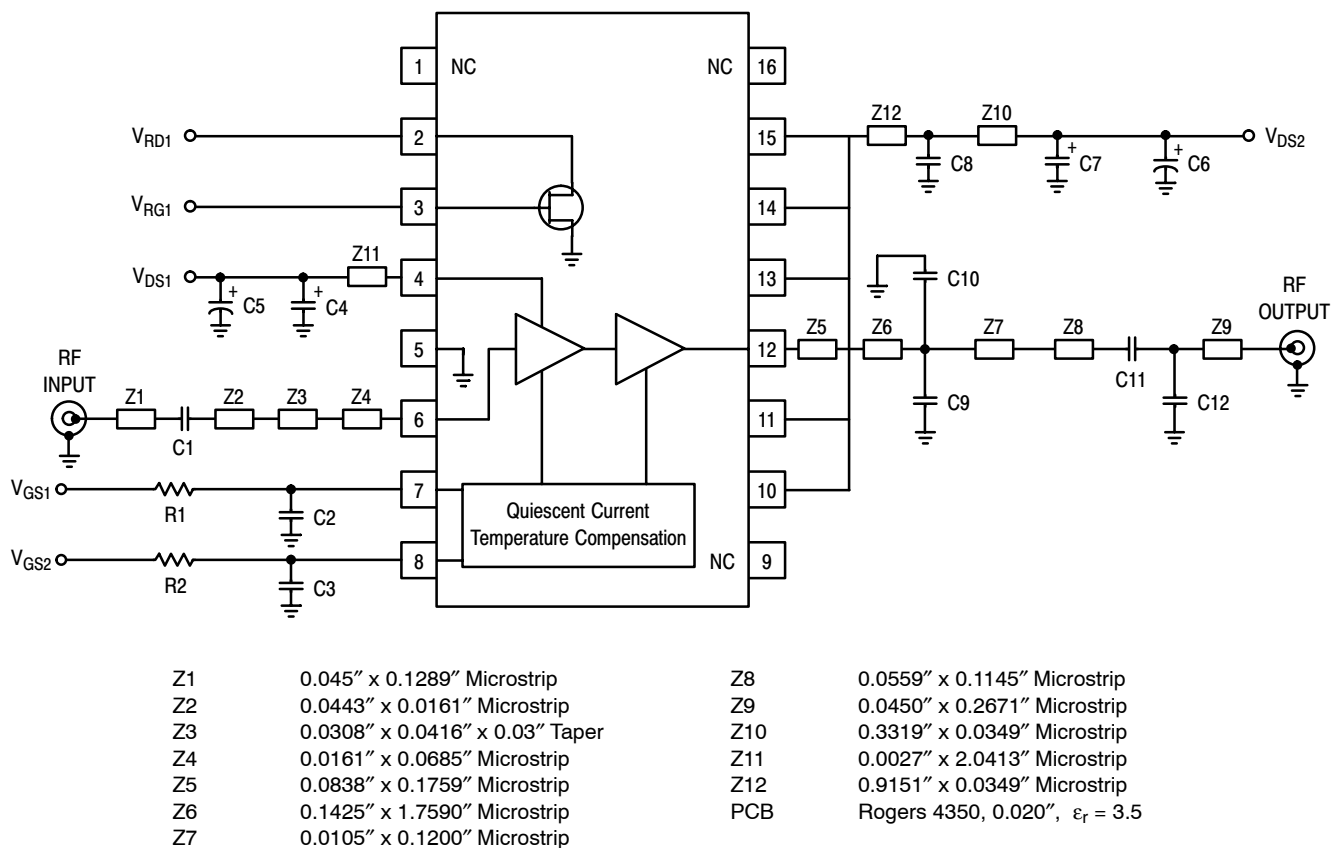 1 NC
NC 16
V_RD1 2
15 Z12 Z10 V_DS2
C8 + C7 + C6
V_RG1 3
14
V_DS1 Z11 4
+ C5 + C4
13
C10
RF
OUTPUT
5
12 Z5 Z6 Z7 Z8 Z9
C11
C9
C12
RF
INPUT
Z1 Z2 Z3 Z4
C1
6
11
V_GS1 R1 7
C2
10
Quiescent Current
Temperature Compensation
V_GS2 R2 8
C3
NC 9
Z1 0.045″ x 0.1289″ Microstrip
Z2 0.0443″ x 0.0161″ Microstrip
Z3 0.0308″ x 0.0416″ x 0.03″ Taper
Z4 0.0161″ x 0.0685″ Microstrip
Z5 0.0838″ x 0.1759″ Microstrip
Z6 0.1425″ x 1.7590″ Microstrip
Z7 0.0105″ x 0.1200″ Microstrip
Z8 0.0559″ x 0.1145″ Microstrip
Z9 0.0450″ x 0.2671″ Microstrip
Z10 0.3319″ x 0.0349″ Microstrip
Z11 0.0027″ x 2.0413″ Microstrip
Z12 0.9151″ x 0.0349″ Microstrip
PCB Rogers 4350, 0.020″, εr = 3.5